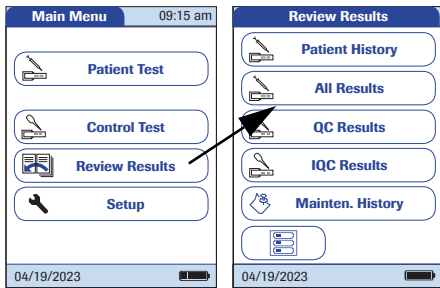 Main Menu
09:15 am
Patient Test
Control Test
Review Results
Setup
04/19/2023
Review Results
Patient History
All Results
QC Results
IQC Results
Mainten. History
04/19/2023